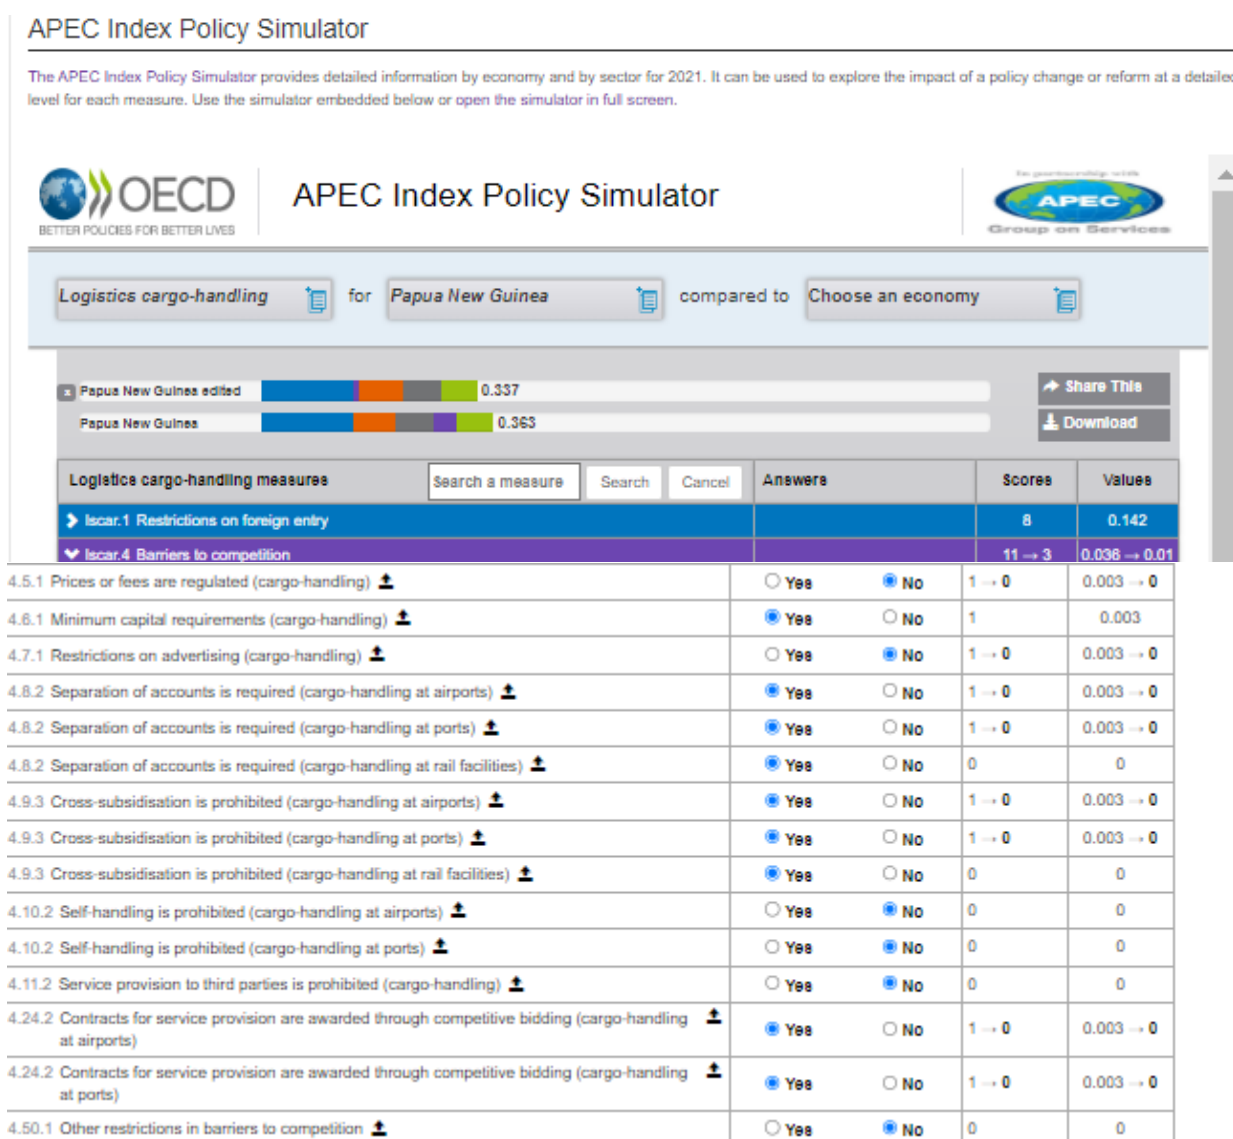 APEC Index Policy Simulator
The APEC Index Policy Simulator provides detailed information by economy and by sector for 2021. It can be used to explore the impact of a policy change or reform at a detailed
level for each measure. Use the simulator embedded below or open the simulator in full screen.
OECD
BETTER POLICIES FOR BETTER LIVES
APEC Index Policy Simulator
In partnership with
APEC
Group on Services
Logistics cargo-handling for Papua New Guinea compared to Choose an economy
x Papua New Guinea edited 0.337
Papua New Guinea 0.363
Share This
Download
Logistics cargo-handling measures Search a measure Search Cancel Answers Scores Values
lscar.1 Restrictions on foreign entry 8 0.142
lscar.4 Barriers to competition 11 → 3 0.036 → 0.01
4.5.1 Prices or fees are regulated (cargo-handling) Yes No 1 → 0 0.003 → 0
4.6.1 Minimum capital requirements (cargo-handling) Yes No 1 0.003
4.7.1 Restrictions on advertising (cargo-handling) Yes No 1 → 0 0.003 → 0
4.8.2 Separation of accounts is required (cargo-handling at airports) Yes No 1 → 0 0.003 → 0
4.8.2 Separation of accounts is required (cargo-handling at ports) Yes No 1 → 0 0.003 → 0
4.8.2 Separation of accounts is required (cargo-handling at rail facilities) Yes No 0 0
4.9.3 Cross-subsidisation is prohibited (cargo-handling at airports) Yes No 1 → 0 0.003 → 0
4.9.3 Cross-subsidisation is prohibited (cargo-handling at ports) Yes No 1 → 0 0.003 → 0
4.9.3 Cross-subsidisation is prohibited (cargo-handling at rail facilities) Yes No 0 0
4.10.2 Self-handling is prohibited (cargo-handling at airports) Yes No 0 0
4.10.2 Self-handling is prohibited (cargo-handling at ports) Yes No 0 0
4.11.2 Service provision to third parties is prohibited (cargo-handling) Yes No 0 0
4.24.2 Contracts for service provision are awarded through competitive bidding (cargo-handling
at airports) Yes No 1 → 0 0.003 → 0
4.24.2 Contracts for service provision are awarded through competitive bidding (cargo-handling
at ports) Yes No 1 → 0 0.003 → 0
4.50.1 Other restrictions in barriers to competition Yes No 0 0